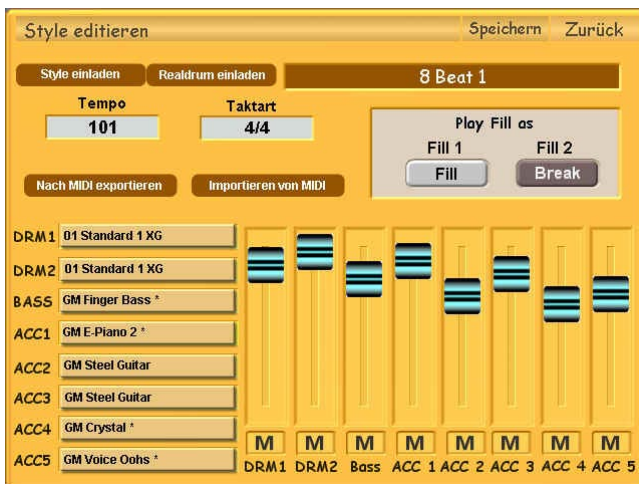 Style editieren
Speichern
Zurück
Style einladen
Realdrum einladen
8 Beat 1
Tempo
Taktart
101
4/4
Play Fill as
Fill 1
Fill 2
Fill
Break
Nach MIDI exportieren
Importieren von MIDI
DRM1 01 Standard 1 XG
DRM2 01 Standard 1 XG
BASS GM Finger Bass *
ACC1 GM E-Piano 2 *
ACC2 GM Steel Guitar
ACC3 GM Steel Guitar
ACC4 GM Crystal *
ACC5 GM Voice Oohs *
M M M M M M M M
DRM1 DRM2 Bass ACC 1 ACC 2 ACC 3 ACC 4 ACC 5